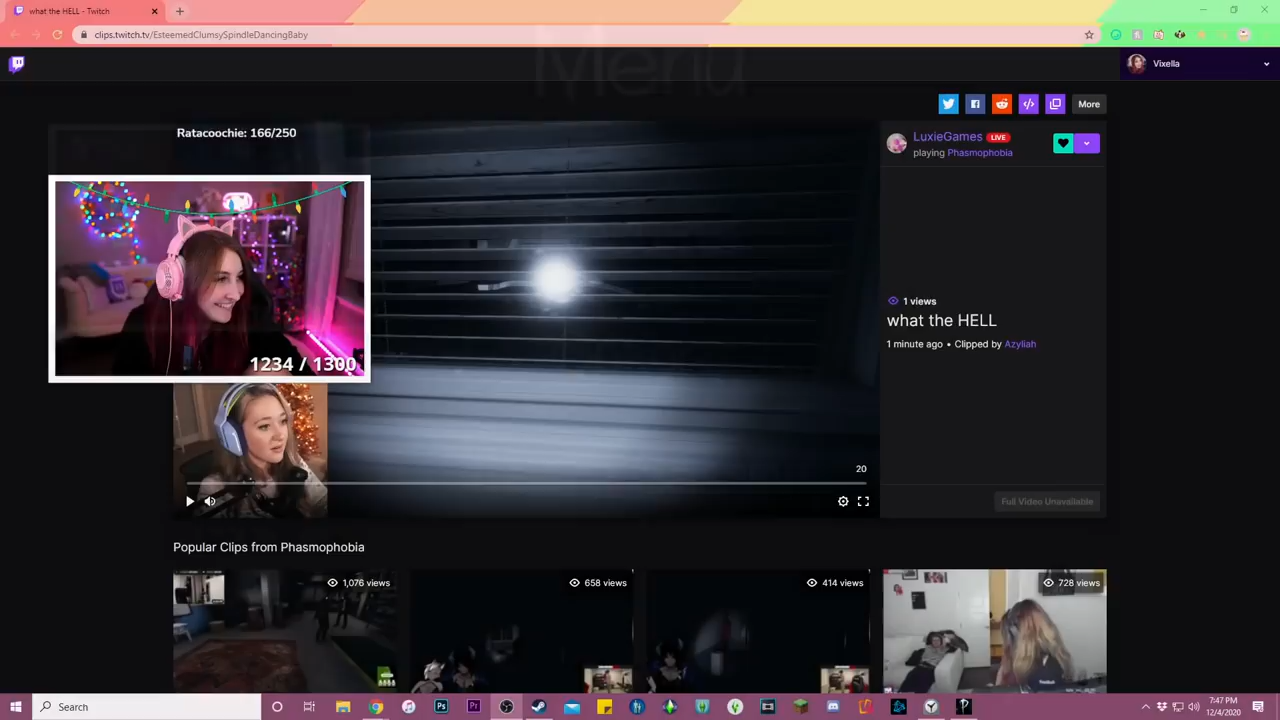 what the HELL - Twitch
clips.twitch.tv/EsteemedClumsySpindleDancingBaby
Menu
Vixella
More
Ratacoochie: 166/250
LuxieGames LIVE
playing Phasmophobia
1 views
what the HELL
1 minute ago • Clipped by Azyliah
1234 / 1300
20
Full Video Unavailable
Popular Clips from Phasmophobia
1,076 views
658 views
414 views
728 views
Search
7:47 PM
12/4/2020